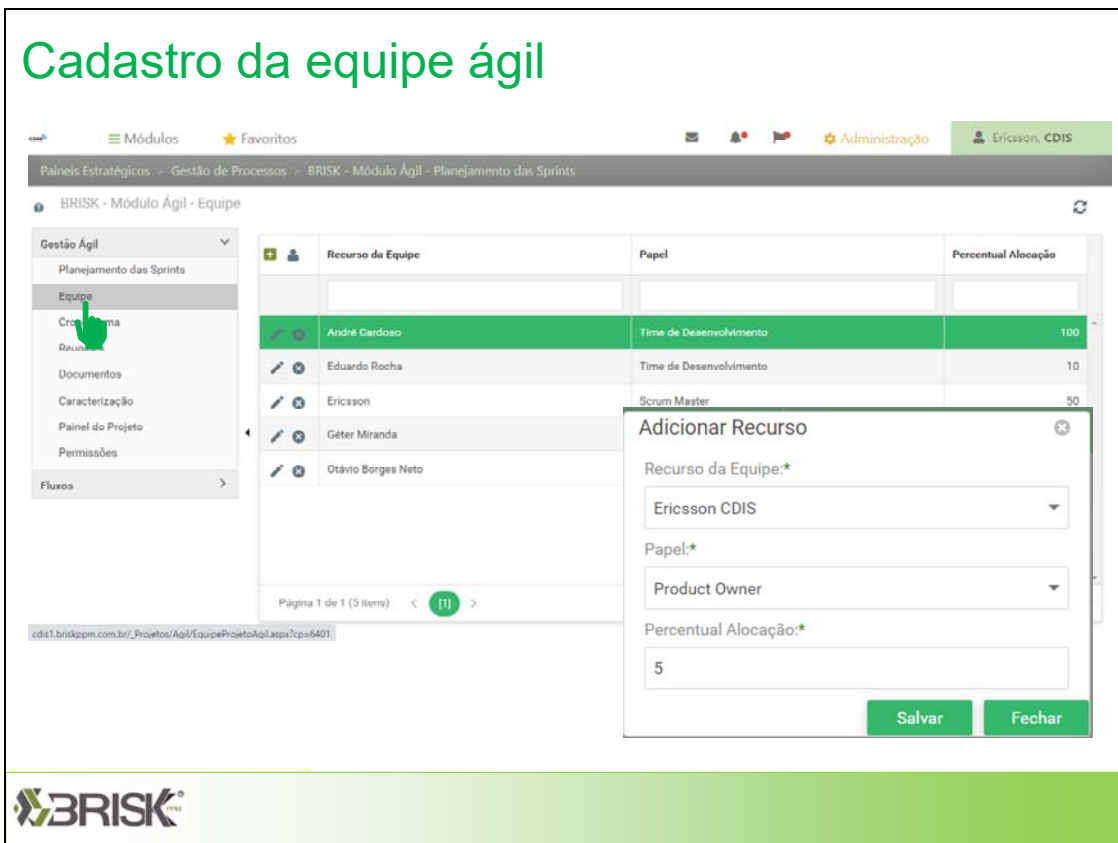 Cadastro da equipe ágil
Módulos Favoritos Administração Ericsson, CDIS
Paineis Estratégicos > Gestão de Processos > BRISK - Módulo Ágil - Planejamento das Sprints
BRISK - Módulo Ágil - Equipe
Gestão Ágil
Planejamento das Sprints
Equipe
Documentos
Caracterização
Painel do Projeto
Permissões
Fluxos
Recurso da Equipe Papel Percentual Alocação
André Cardoso Time de Desenvolvimento 100
Eduardo Rocha Time de Desenvolvimento 10
Ericsson Scrum Master 50
Géter Miranda
Otávio Borges Neto
Página 1 de 1 (5 itens) < [1] >
Adicionar Recurso
Recurso da Equipe:*
Ericsson CDIS
Papel:*
Product Owner
Percentual Alocação:*
5
Salvar Fechar
cdis1.briskppm.com.br/_Projetos/Agil/EquipeProjetoAgil.aspx?cp=6401
BRISK